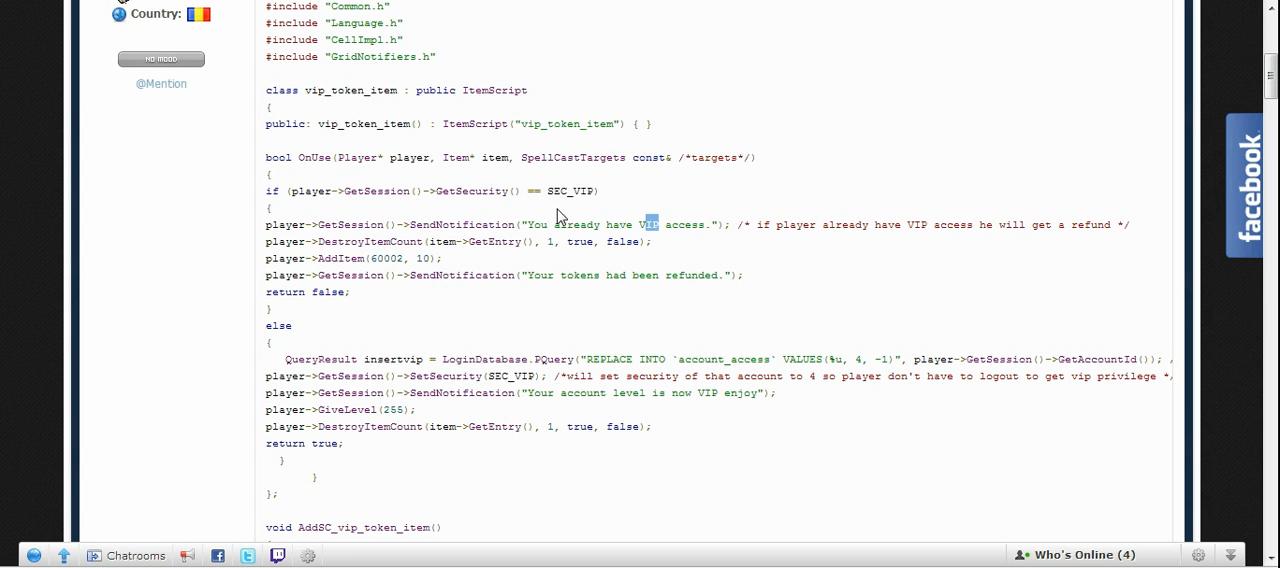 #include "Common.h"
Country:
#include "Language.h"
#include "CellImpl.h"
#include "GridNotifiers.h"
NO MOOD
@Mention
class vip_token_item : public ItemScript
{
public: vip_token_item() : ItemScript("vip_token_item") { }
bool OnUse(Player* player, Item* item, SpellCastTargets const& /*targets*/)
{
if (player->GetSession()->GetSecurity() == SEC_VIP)
{
player->GetSession()->SendNotification("You already have VIP access."); /* if player already have VIP access he will get a refund */
player->DestroyItemCount(item->GetEntry(), 1, true, false);
player->AddItem(60002, 10);
player->GetSession()->SendNotification("Your tokens had been refunded.");
return false;
}
else
{
QueryResult insertvip = LoginDatabase.PQuery("REPLACE INTO `account_access` VALUES(%u, 4, -1)", player->GetSession()->GetAccountId()); /
player->GetSession()->SetSecurity(SEC_VIP); /*will set security of that account to 4 so player don't have to logout to get vip privilege */
player->GetSession()->SendNotification("Your account level is now VIP enjoy");
player->GiveLevel(255);
player->DestroyItemCount(item->GetEntry(), 1, true, false);
return true;
}
}
};
void AddSC_vip_token_item()
facebook
Chatrooms
Who's Online (4)